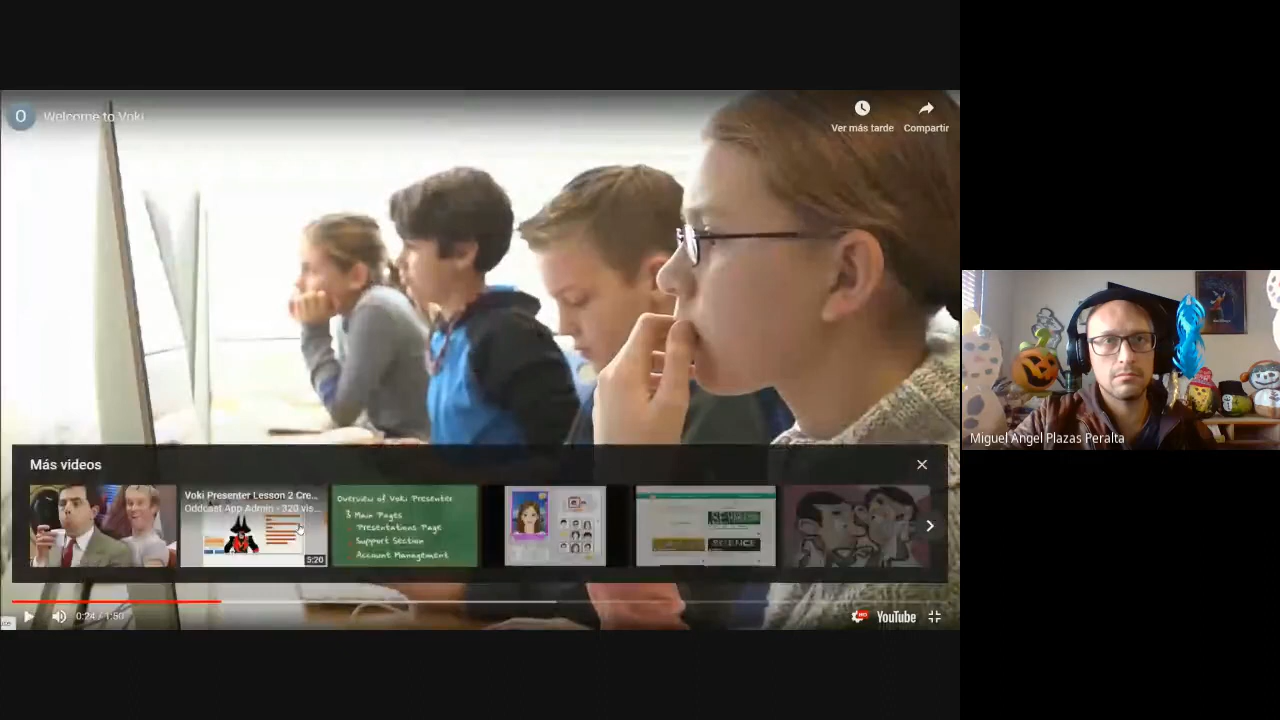 O
Welcome to Voki
Ver más tarde
Compartir
Más videos
Voki Presenter Lesson 2 Cre...
Oddcast App Admin - 320 vis...
5:20
Overview of Voki Presenter
3 Main Pages
Presentations Page
Support Section
Account Management
SCIENCE
0:24 / 1:50
HD
YouTube
Miguel Angel Plazas Peralta